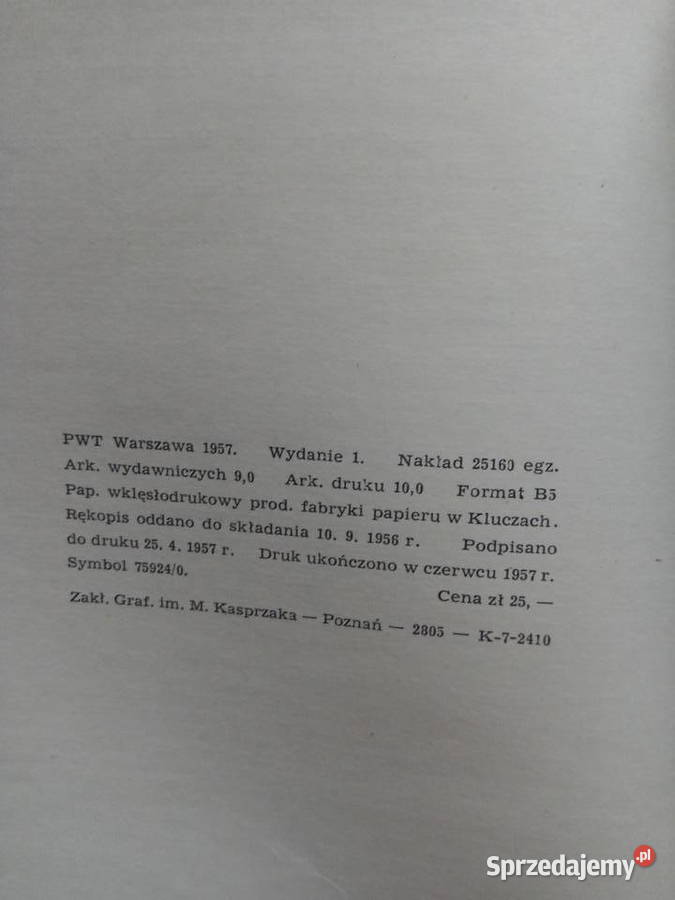 PWT Warszawa 1957. Wydanie 1. Nakład 25160 egz.
Ark. wydawniczych 9,0 Ark. druku 10,0 Format B5
Pap. wklęsłodrukowy prod. fabryki papieru w Kluczach.
Rękopis oddano do składania 10. 9. 1956 r. Podpisano
do druku 25. 4. 1957 r. Druk ukończono w czerwcu 1957 r.
Symbol 75924/0. Cena zł 25, —
Zakł. Graf. im. M. Kasprzaka — Poznań — 2805 — K-7-2410
Sprzedajemy.pl